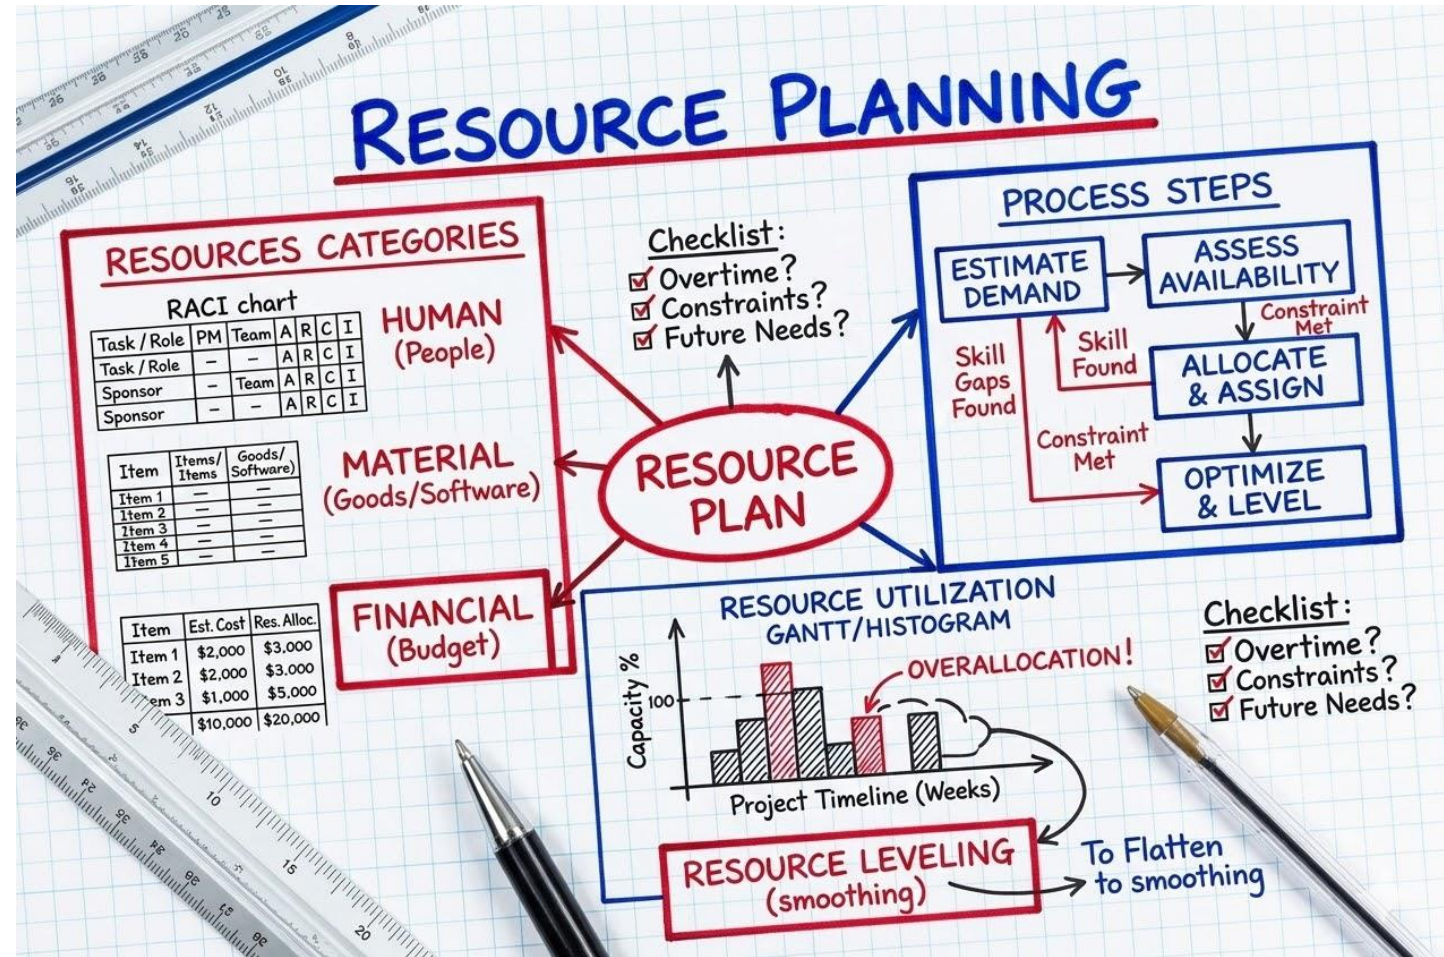 RESOURCE PLANNING
RESOURCES CATEGORIES
RACI chart
Task / Role PM Team A R C I
Task / Role – – A R C I
Sponsor – Team A R C I
Sponsor – – A R C I
HUMAN
(People)
Item Items/ Items Goods/ Software)
Item 1 – –
Item 2 – –
Item 3 – –
Item 4 – –
Item 5 – –
MATERIAL
(Goods/Software)
Item Est. Cost Res. Alloc.
Item 1 $2,000 $3,000
Item 2 $2,000 $3.000
em 3 $1,000 $5,000
$10,000 $20,000
FINANCIAL
(Budget)
Checklist:
Overtime?
Constraints?
Future Needs?
RESOURCE
PLAN
PROCESS STEPS
ESTIMATE
DEMAND
ASSESS
AVAILABILITY
Constraint
Met
Skill
Gaps
Found
Skill
Found
ALLOCATE
& ASSIGN
Constraint
Met
OPTIMIZE
& LEVEL
RESOURCE UTILIZATION
GANTT/HISTOGRAM
OVERALLOCATION!
Capacity %
100
Project Timeline (Weeks)
RESOURCE LEVELING
(smoothing)
To Flatten
to smoothing
Checklist:
Overtime?
Constraints?
Future Needs?